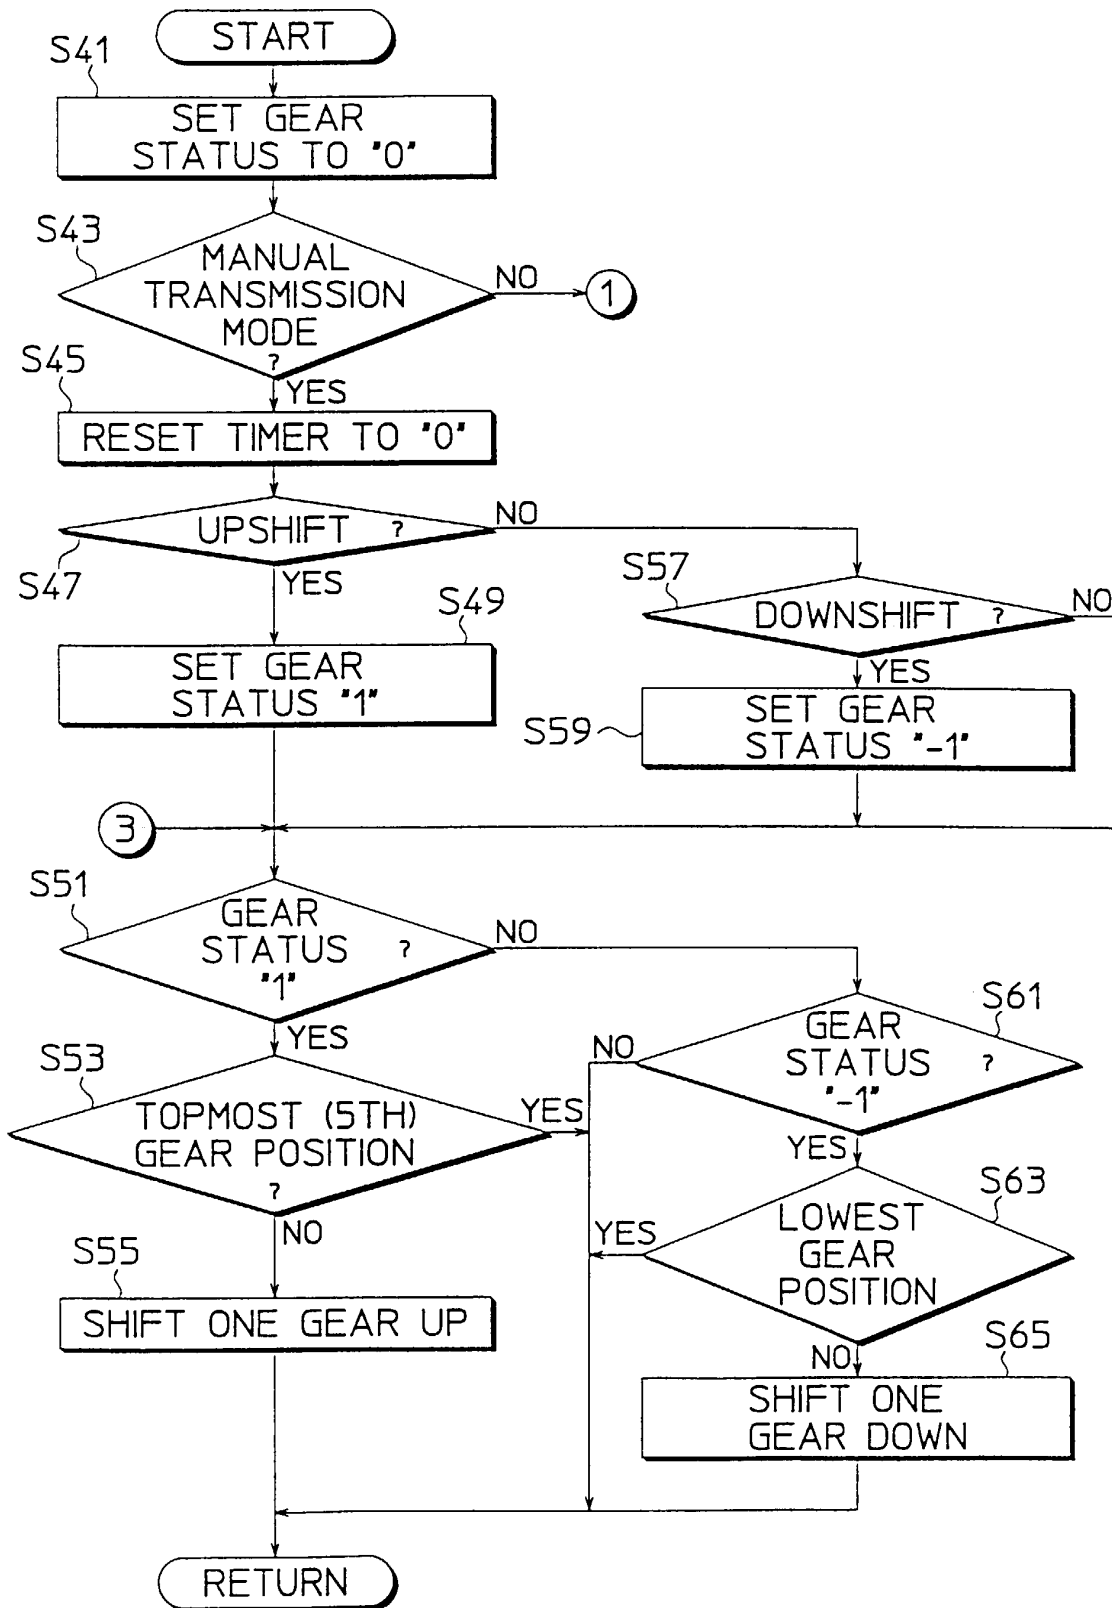 START
S41
SET GEAR
STATUS TO "0"
S43
MANUAL
TRANSMISSION
MODE
?
NO
1
YES
S45
RESET TIMER TO "0"
UPSHIFT ?
NO
S47
YES
S57
DOWNSHIFT ?
NO
YES
S49
SET GEAR
STATUS "1"
S59
SET GEAR
STATUS "-1"
3
S51
GEAR
STATUS ?
"1"
NO
YES
S61
GEAR
STATUS ?
"-1"
NO
YES
S53
TOPMOST (5TH)
GEAR POSITION
?
YES
NO
S63
LOWEST
GEAR
POSITION
YES
NO
S55
SHIFT ONE GEAR UP
S65
SHIFT ONE
GEAR DOWN
RETURN